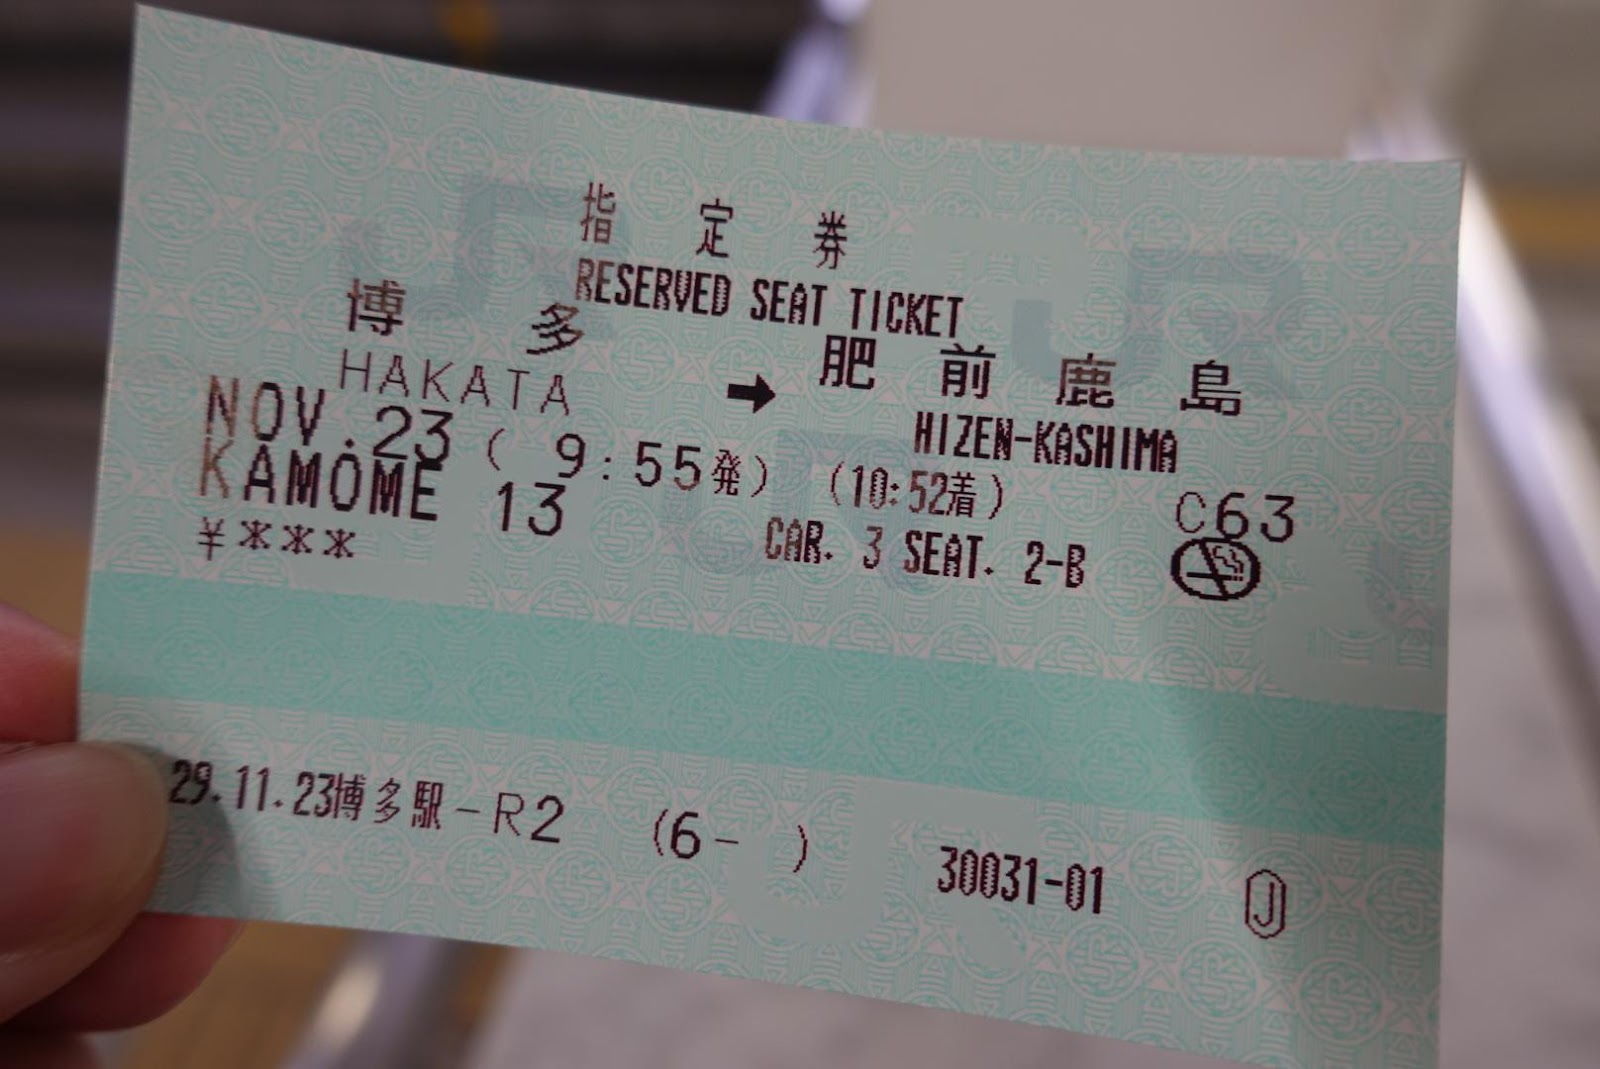 指定券
RESERVED SEAT TICKET
博多 ➡ 肥前鹿島
HAKATA HIZEN-KASHIMA
NOV.23 ( 9:55発) (10:52着) C63
KAMOME 13 CAR. 3 SEAT. 2-B
¥***
29.11.23博多駅-R2 (6- ) 30031-01 Ⓙ